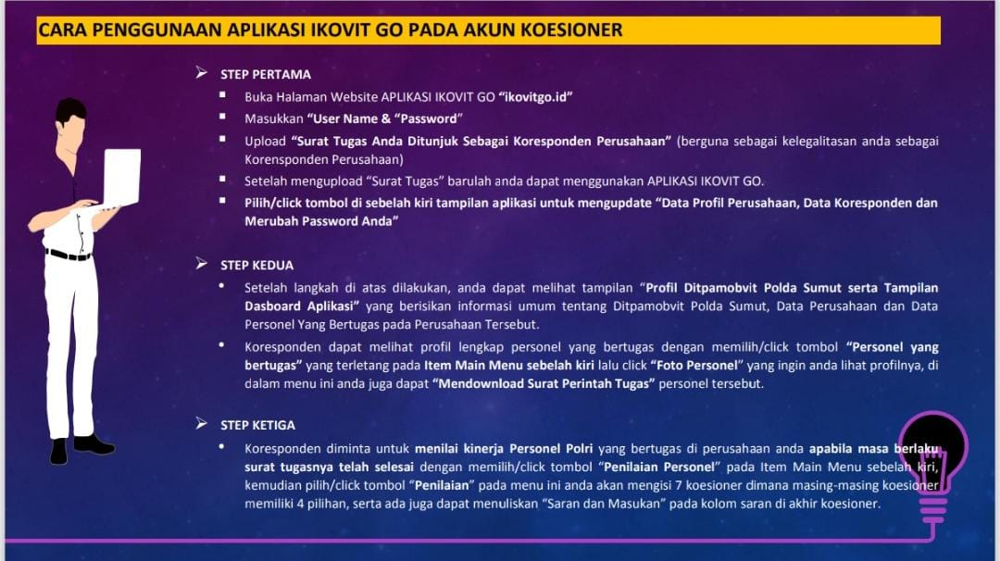 CARA PENGGUNAAN APLIKASI IKOVIT GO PADA AKUN KOESIONER
STEP PERTAMA
Buka Halaman Website APLIKASI IKOVIT GO “ikovitgo.id”
Masukkan “User Name & “Password”
Upload “Surat Tugas Anda Ditunjuk Sebagai Koresponden Perusahaan” (berguna sebagai kelegalitasan anda sebagai
Korensponden Perusahaan)
Setelah mengupload “Surat Tugas” barulah anda dapat menggunakan APLIKASI IKOVIT GO.
Pilih/click tombol di sebelah kiri tampilan aplikasi untuk mengupdate “Data Profil Perusahaan, Data Koresponden dan
Merubah Password Anda”
STEP KEDUA
Setelah langkah di atas dilakukan, anda dapat melihat tampilan “Profil Ditpamobvit Polda Sumut serta Tampilan
Dasboard Aplikasi” yang berisikan informasi umum tentang Ditpamobvit Polda Sumut, Data Perusahaan dan Data
Personel Yang Bertugas pada Perusahaan Tersebut.
Koresponden dapat melihat profil lengkap personel yang bertugas dengan memilih/click tombol “Personel yang
bertugas” yang terletang pada Item Main Menu sebelah kiri lalu click “Foto Personel” yang ingin anda lihat profilnya, di
dalam menu ini anda juga dapat “Mendownload Surat Perintah Tugas” personel tersebut.
STEP KETIGA
Koresponden diminta untuk menilai kinerja Personel Polri yang bertugas di perusahaan anda apabila masa berlaku
surat tugasnya telah selesai dengan memilih/click tombol “Penilaian Personel” pada Item Main Menu sebelah kiri,
kemudian pilih/click tombol “Penilaian” pada menu ini anda akan mengisi 7 koesioner dimana masing-masing koesioner
memiliki 4 pilihan, serta ada juga dapat menuliskan “Saran dan Masukan” pada kolom saran di akhir koesioner.